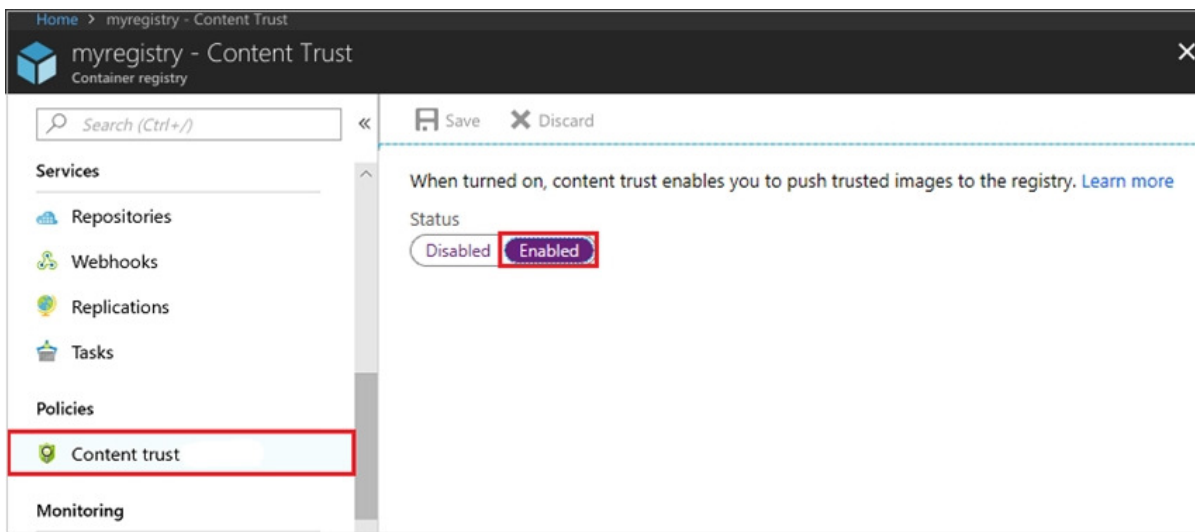 Home > myregistry - Content Trust
myregistry - Content Trust
Container registry
Search (Ctrl+/)
Services
Repositories
Webhooks
Replications
Tasks
Policies
Content trust
Monitoring
Save Discard
When turned on, content trust enables you to push trusted images to the registry. Learn more
Status
Disabled Enabled